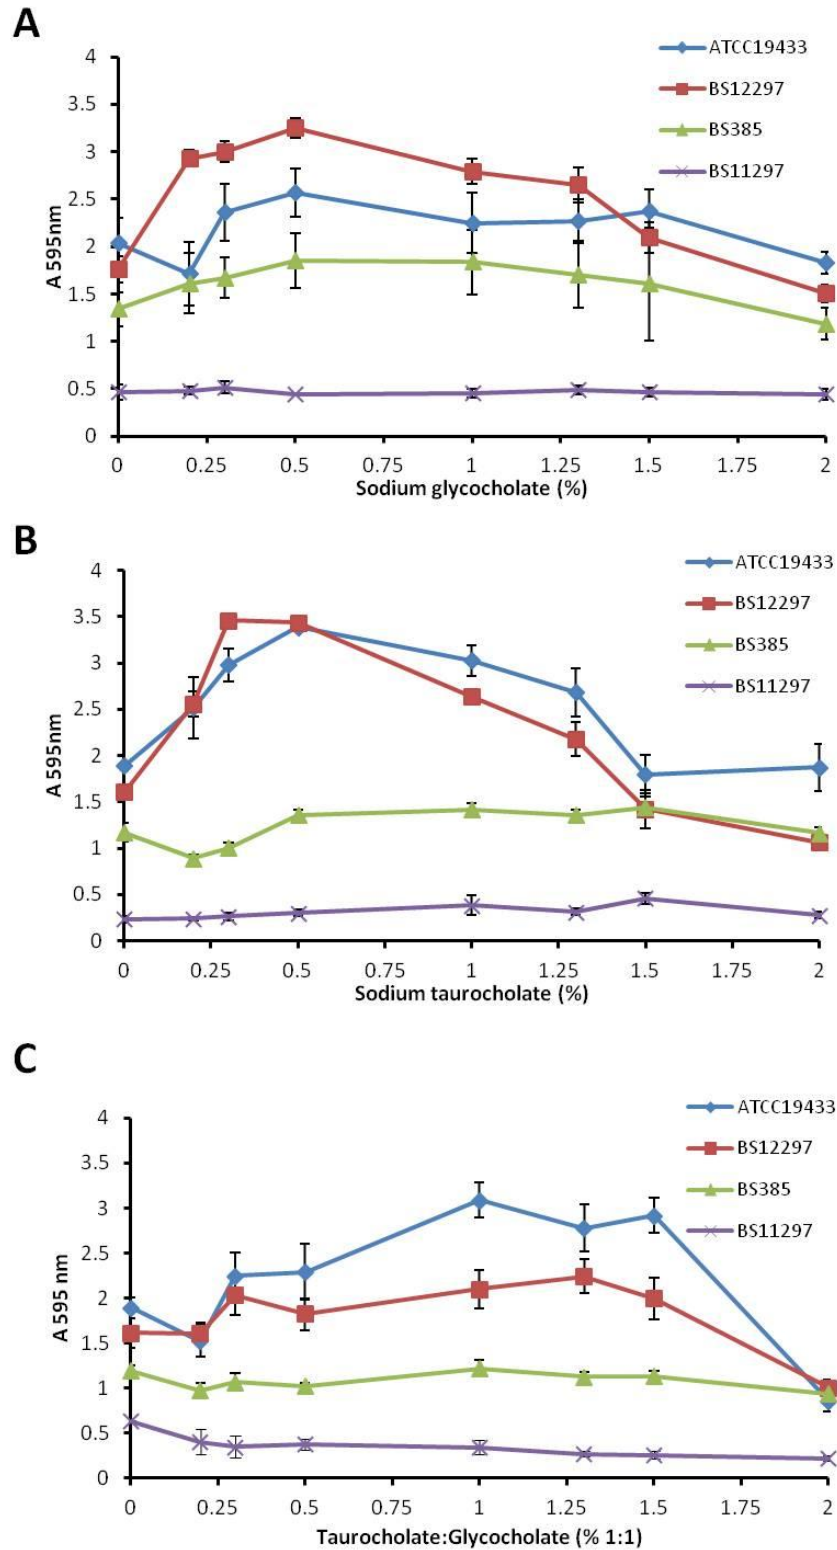 A
ATCC19433
BS12297
BS385
BS11297
4
3.5
3
2.5
2
1.5
1
0.5
0
A 595nm
0 0.25 0.5 0.75 1 1.25 1.5 1.75 2
Sodium glycocholate (%)
B
ATCC19433
BS12297
BS385
BS11297
4
3.5
3
2.5
2
1.5
1
0.5
0
A 595nm
0 0.25 0.5 0.75 1 1.25 1.5 1.75 2
Sodium taurocholate (%)
C
ATCC19433
BS12297
BS385
BS11297
4
3.5
3
2.5
2
1.5
1
0.5
0
A 595 nm
0 0.25 0.5 0.75 1 1.25 1.5 1.75 2
Taurocholate:Glycocholate (% 1:1)